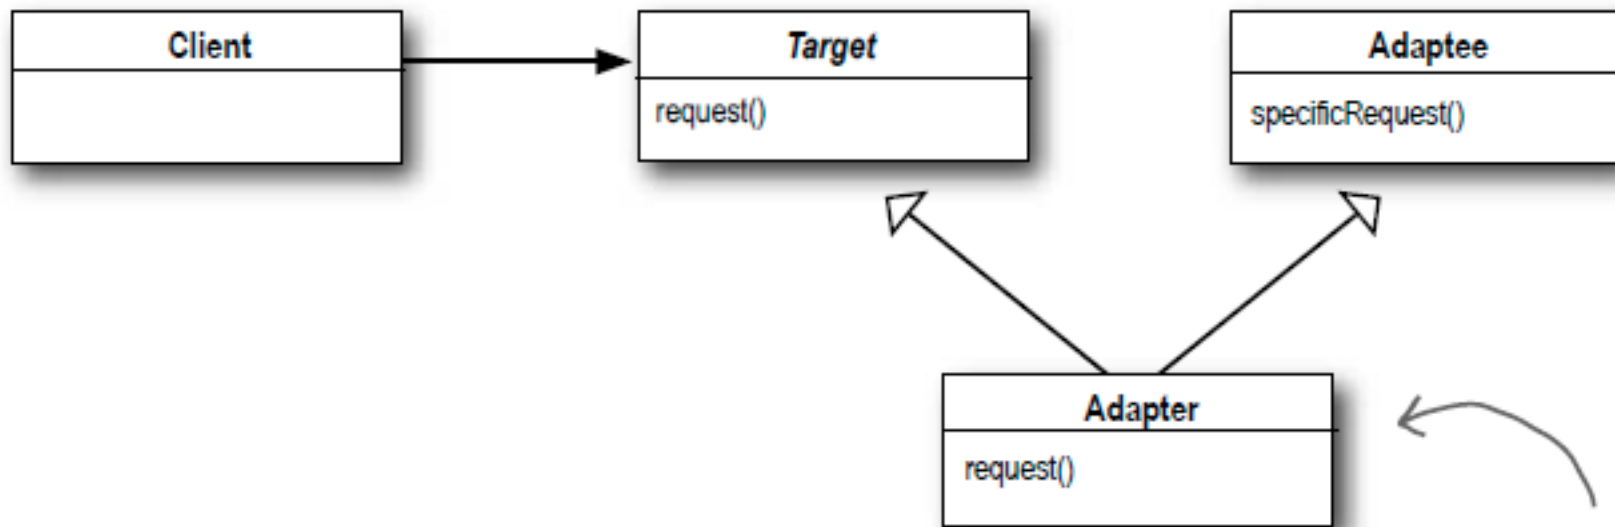 Client
Target
request()
Adaptee
specificRequest()
Adapter
request()